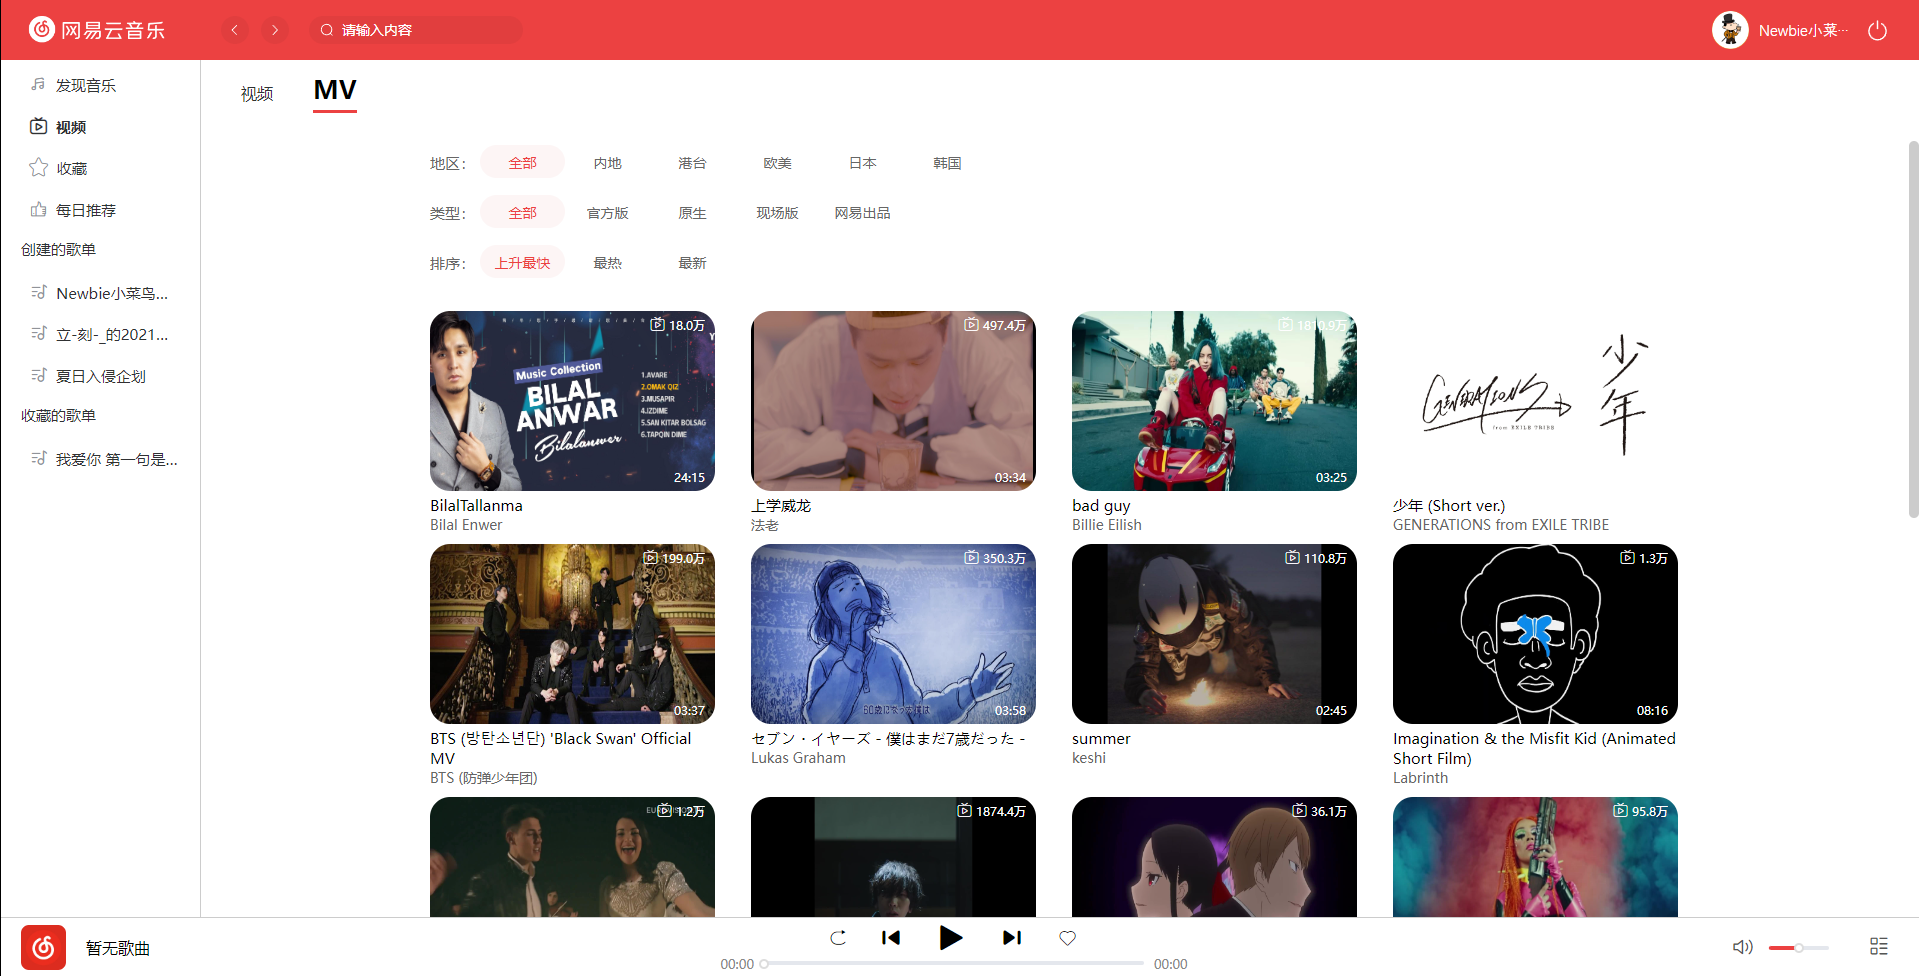 网易云音乐
请输入内容
Newbie小菜···
发现音乐
视频
收藏
每日推荐
创建的歌单
Newbie小菜鸟...
立-刻-_的2021...
夏日入侵企划
收藏的歌单
我爱你 第一句是...
视频 MV
地区: 全部 内地 港台 欧美 日本 韩国
类型: 全部 官方版 原生 现场版 网易出品
排序: 上升最快 最热 最新
18.0万
Music Collection
BILAL
ANWAR
Bilalanwer
1.AVARE
2.OMAK QIZ
3.MUSAPIR
4.IZDIME
5.SAN KITAR BOLSAG
6.TAPQIN DIME
24:15
BilalTallanma
Bilal Enwer
497.4万
03:34
上学威龙
法老
1810.9万
03:25
bad guy
Billie Eilish
GENERATIONS
from EXILE TRIBE
少年
少年 (Short ver.)
GENERATIONS from EXILE TRIBE
199.0万
03:37
BTS (방탄소년단) 'Black Swan' Official
MV
BTS (防弹少年团)
350.3万
03:58
セブン・イヤーズ - 僕はまだ7歳だった -
Lukas Graham
110.8万
02:45
summer
keshi
1.3万
08:16
Imagination & the Misfit Kid (Animated
Short Film)
Labrinth
1.2万
1874.4万
36.1万
95.8万
暂无歌曲
00:00
00:00